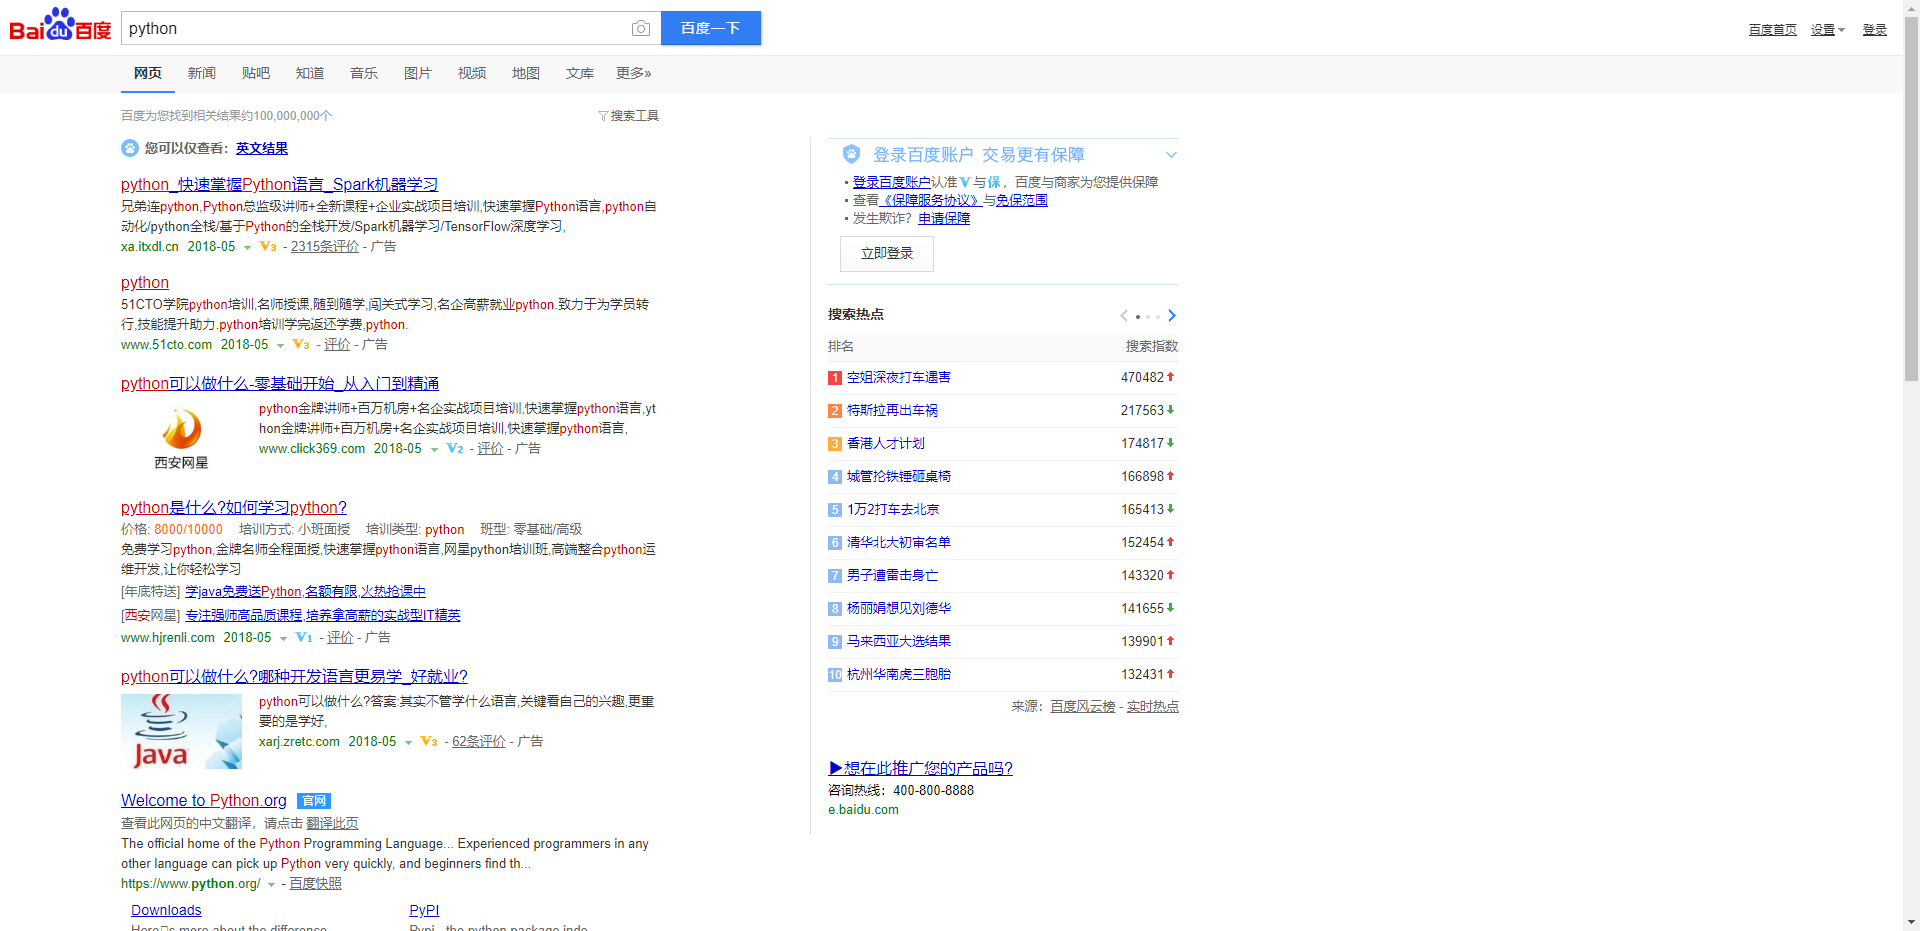 Bai du 百度
python
百度一下
百度首页 设置 登录
网页 新闻 贴吧 知道 音乐 图片 视频 地图 文库 更多»
百度为您找到相关结果约100,000,000个
搜索工具
您可以仅查看：英文结果
python_快速掌握Python语言_Spark机器学习
兄弟连python,Python总监级讲师+全新课程+企业实战项目培训,快速掌握Python语言,python自
动化/python全栈/基于Python的全栈开发/Spark机器学习/TensorFlow深度学习,
xa.itxdl.cn 2018-05 V3 - 2315条评价 - 广告
python
51CTO学院python培训,名师授课,随到随学,闯关式学习,名企高薪就业python.致力于为学员转
行,技能提升助力.python培训学完返还学费,python.
www.51cto.com 2018-05 V3 - 评价 - 广告
python可以做什么-零基础开始_从入门到精通
西安网星
python金牌讲师+百万机房+名企实战项目培训,快速掌握python语言,yt
hon金牌讲师+百万机房+名企实战项目培训,快速掌握python语言,
www.click369.com 2018-05 V2 - 评价 - 广告
python是什么?如何学习python?
价格: 8000/10000 培训方式: 小班面授 培训类型: python 班型: 零基础/高级
免费学习python,金牌名师全程面授,快速掌握python语言,网星python培训班,高端整合python运
维开发,让你轻松学习
[年底特送] 学java免费送Python,名额有限,火热抢课中
[西安网星] 专注强师高品质课程,培养拿高薪的实战型IT精英
www.hjrenli.com 2018-05 V1 - 评价 - 广告
python可以做什么?哪种开发语言更易学_好就业?
Java
python可以做什么?答案:其实不管学什么语言,关键看自己的兴趣,更重
要的是学好,
xarj.zretc.com 2018-05 V3 - 62条评价 - 广告
Welcome to Python.org 官网
查看此网页的中文翻译，请点击 翻译此页
The official home of the Python Programming Language... Experienced programmers in any
other language can pick up Python very quickly, and beginners find th...
https://www.python.org/ - 百度快照
Downloads PyPI
Here□s more about the difference
Pypi - the python package inde
登录百度账户 交易更有保障
登录百度账户认准V与保，百度与商家为您提供保障
查看《保障服务协议》与免保范围
发生欺诈？申请保障
立即登录
搜索热点
排名 搜索指数
1 空姐深夜打车遇害 470482
2 特斯拉再出车祸 217563
3 香港人才计划 174817
4 城管抡铁锤砸桌椅 166898
5 1万2打车去北京 165413
6 清华北大初审名单 152454
7 男子遭雷击身亡 143320
8 杨丽娟想见刘德华 141655
9 马来西亚大选结果 139901
10 杭州华南虎三胞胎 132431
来源：百度风云榜 - 实时热点
▶想在此推广您的产品吗?
咨询热线：400-800-8888
e.baidu.com